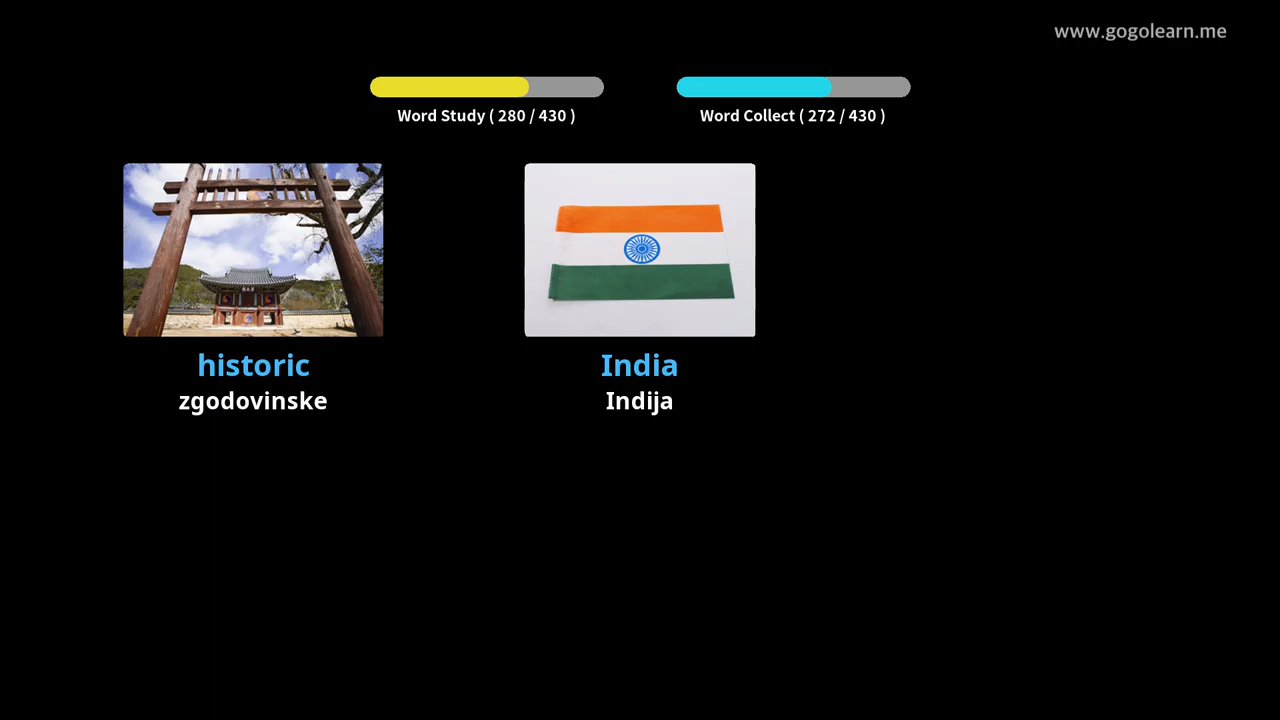 www.gogolearn.me
Word Study ( 280 / 430 )
Word Collect ( 272 / 430 )
historic
zgodovinske
India
Indija